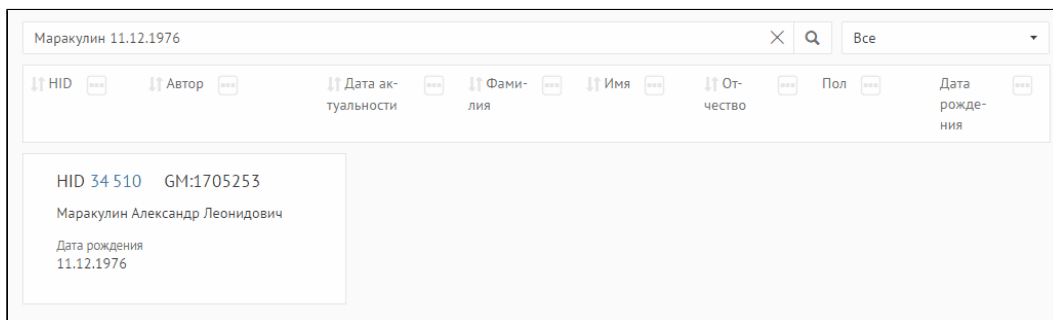 Маракулин 11.12.1976
Все
HID
Автор
Дата ак-
туальности
Фами-
лия
Имя
От-
чество
Пол
Дата
рожде-
ния
HID 34 510 GM:1705253
Маракулин Александр Леонидович
Дата рождения
11.12.1976